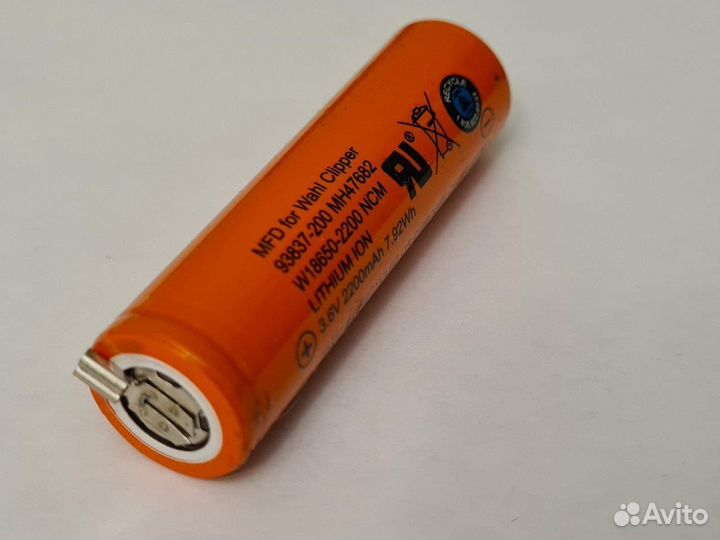 MFD for Wahl Clipper
93837-200 MH47682
W18650-2200 NCM
LITHIUM ION
3.6V 2200mAh 7.92Wh
RU®
RECYCLE
Avito